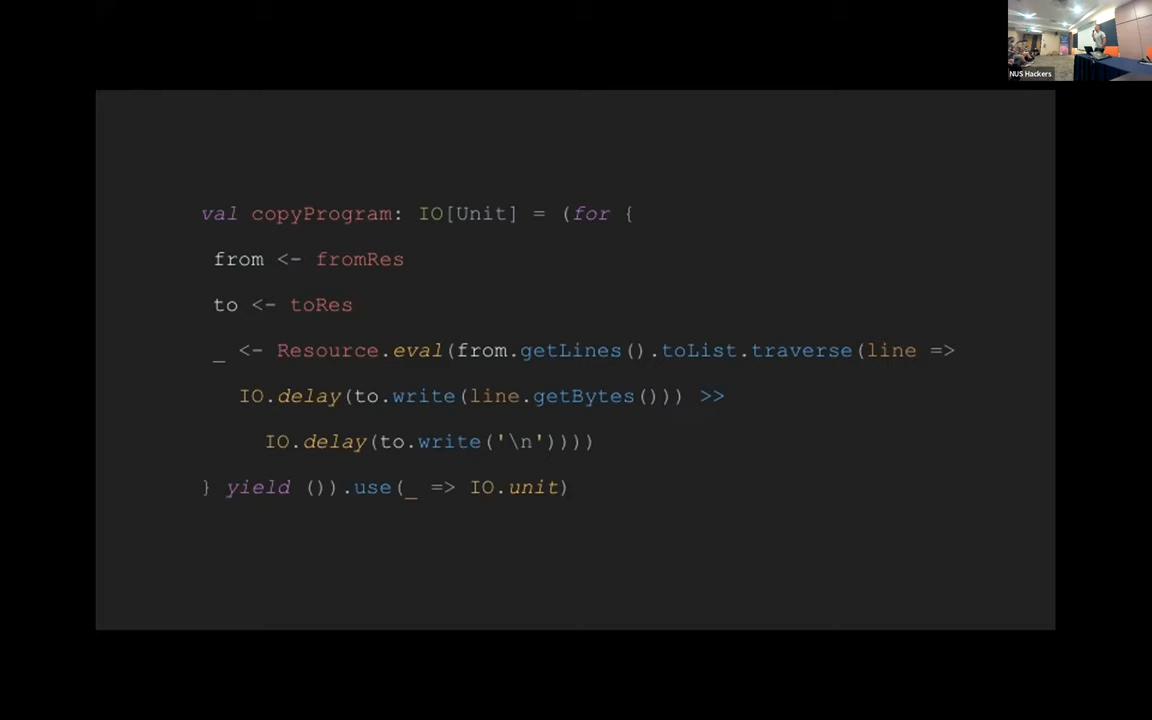 NUS Hackers
val copyProgram: IO[Unit] = (for {
from <- fromRes
to <- toRes
_ <- Resource.eval(from.getLines().toList.traverse(line =>
IO.delay(to.write(line.getBytes())) >>
IO.delay(to.write('\n'))))
} yield ()).use(_ => IO.unit)